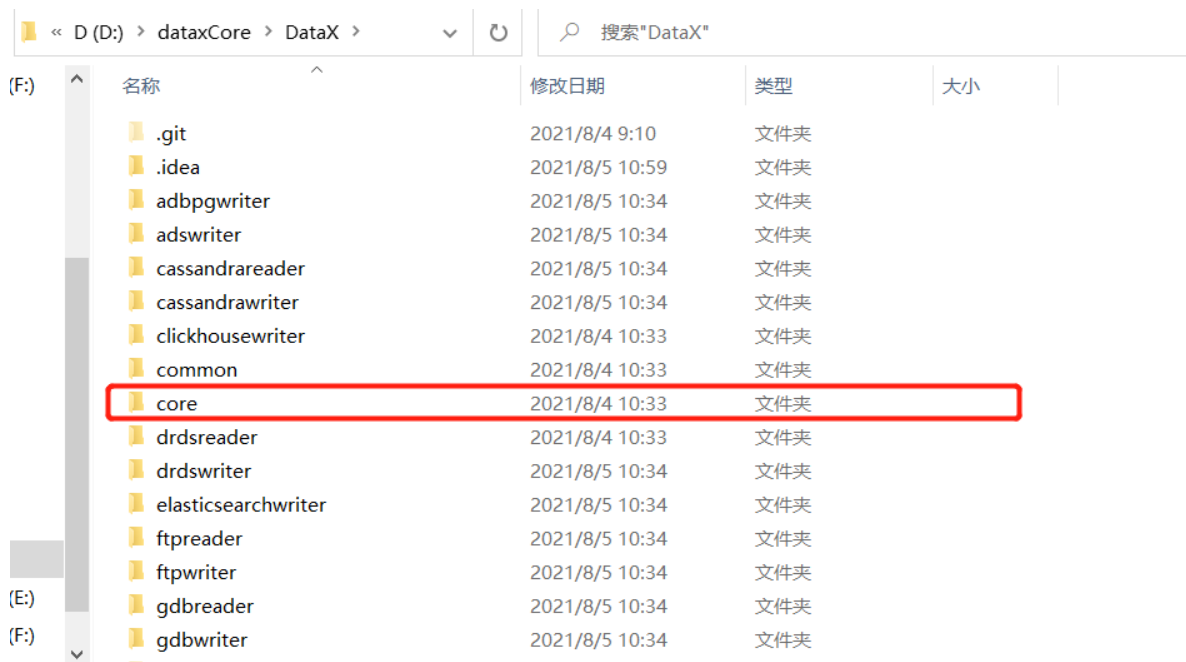 « D (D:) > dataxCore > DataX > 搜索"DataX"
(F:) 名称 修改日期 类型 大小
.git 2021/8/4 9:10 文件夹
.idea 2021/8/5 10:59 文件夹
adbpgwriter 2021/8/5 10:34 文件夹
adswriter 2021/8/5 10:34 文件夹
cassandrareader 2021/8/5 10:34 文件夹
cassandrawriter 2021/8/5 10:34 文件夹
clickhousewriter 2021/8/4 10:33 文件夹
common 2021/8/4 10:33 文件夹
core 2021/8/4 10:33 文件夹
drdsreader 2021/8/4 10:33 文件夹
drdswriter 2021/8/5 10:34 文件夹
elasticsearchwriter 2021/8/5 10:34 文件夹
ftpreader 2021/8/5 10:34 文件夹
ftpwriter 2021/8/5 10:34 文件夹
(E:) gdbreader 2021/8/5 10:34 文件夹
(F:) gdbwriter 2021/8/5 10:34 文件夹